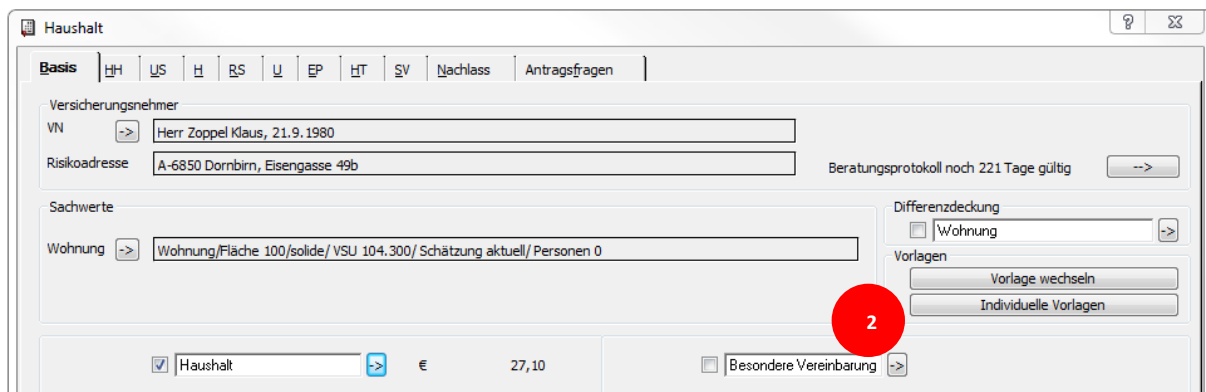 Haushalt
Basis HH US H RS U EP HT SV Nachlass Antragsfragen
Versicherungsnehmer
VN -> Herr Zoppel Klaus, 21.9.1980
Risikoadresse A-6850 Dornbirn, Eisengasse 49b Beratungsprotokoll noch 221 Tage gültig -->
Sachwerte Differenzdeckung
Wohnung ->
Wohnung -> Wohnung/Fläche 100/solide/ VSU 104.300/ Schätzung aktuell/ Personen 0
Vorlagen
Vorlage wechseln
Individuelle Vorlagen
2
Haushalt -> € 27,10 Besondere Vereinbarung ->